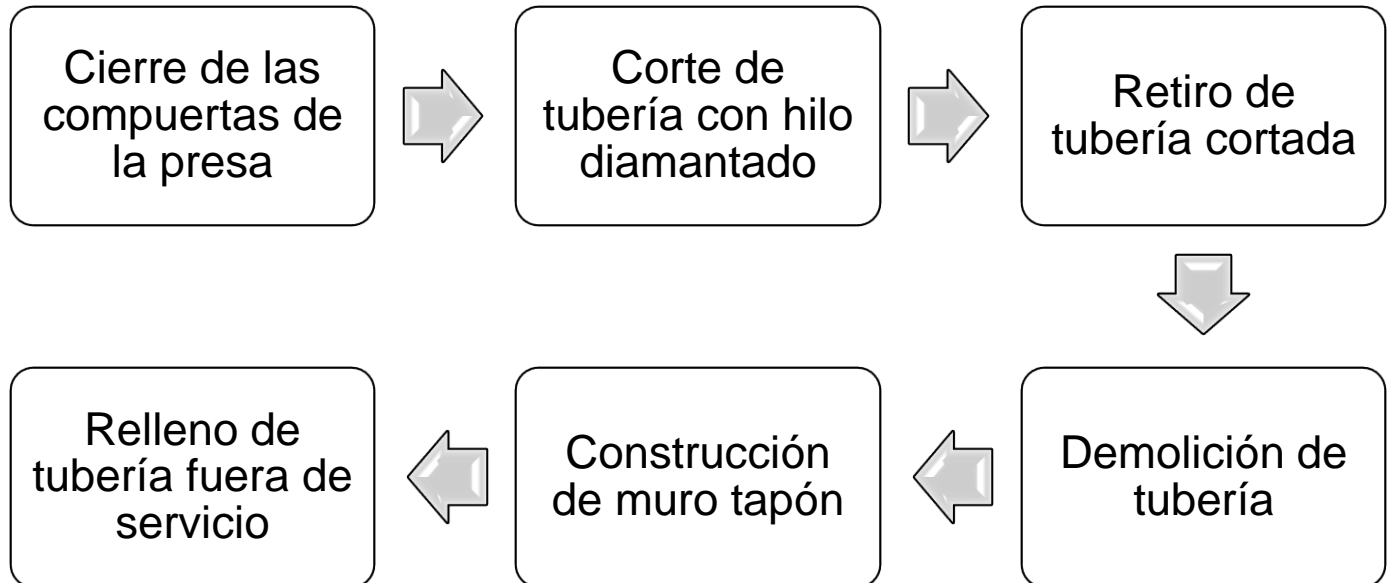 Cierre de las
compuertas de
la presa
Corte de
tubería con hilo
diamantado
Retiro de
tubería cortada
Demolición de
tubería
Construcción
de muro tapón
Relleno de
tubería fuera de
servicio